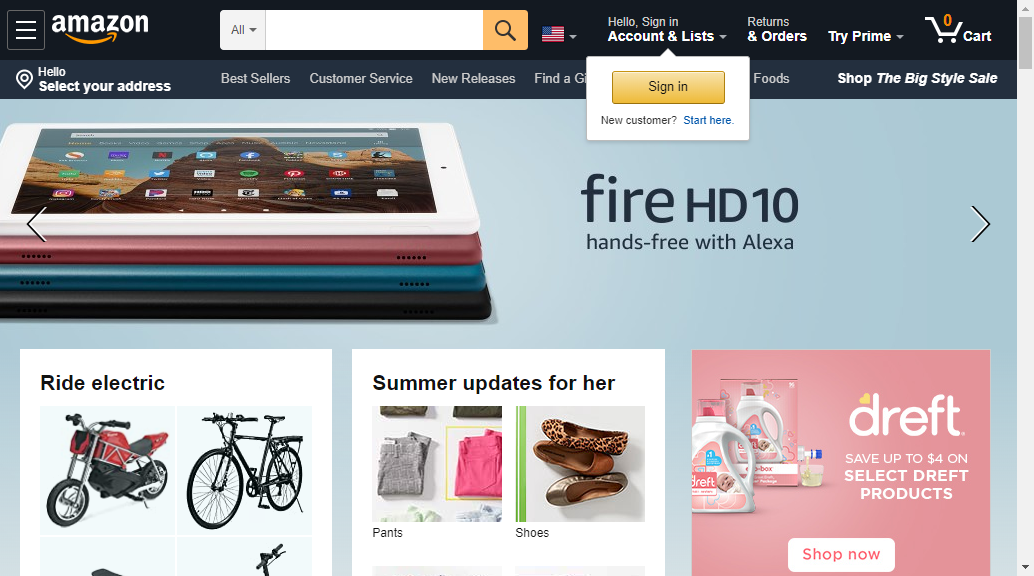 amazon
All
Hello, Sign in
Account & Lists
Returns
& Orders
Try Prime
0
Cart
Hello
Select your address
Best Sellers
Customer Service
New Releases
Find a Gi
Foods
Shop The Big Style Sale
Sign in
New customer? Start here.
fire HD 10
hands-free with Alexa
Ride electric
Summer updates for her
Pants
Shoes
dreft
dreft
SAVE UP TO $4 ON
SELECT DREFT
PRODUCTS
Shop now